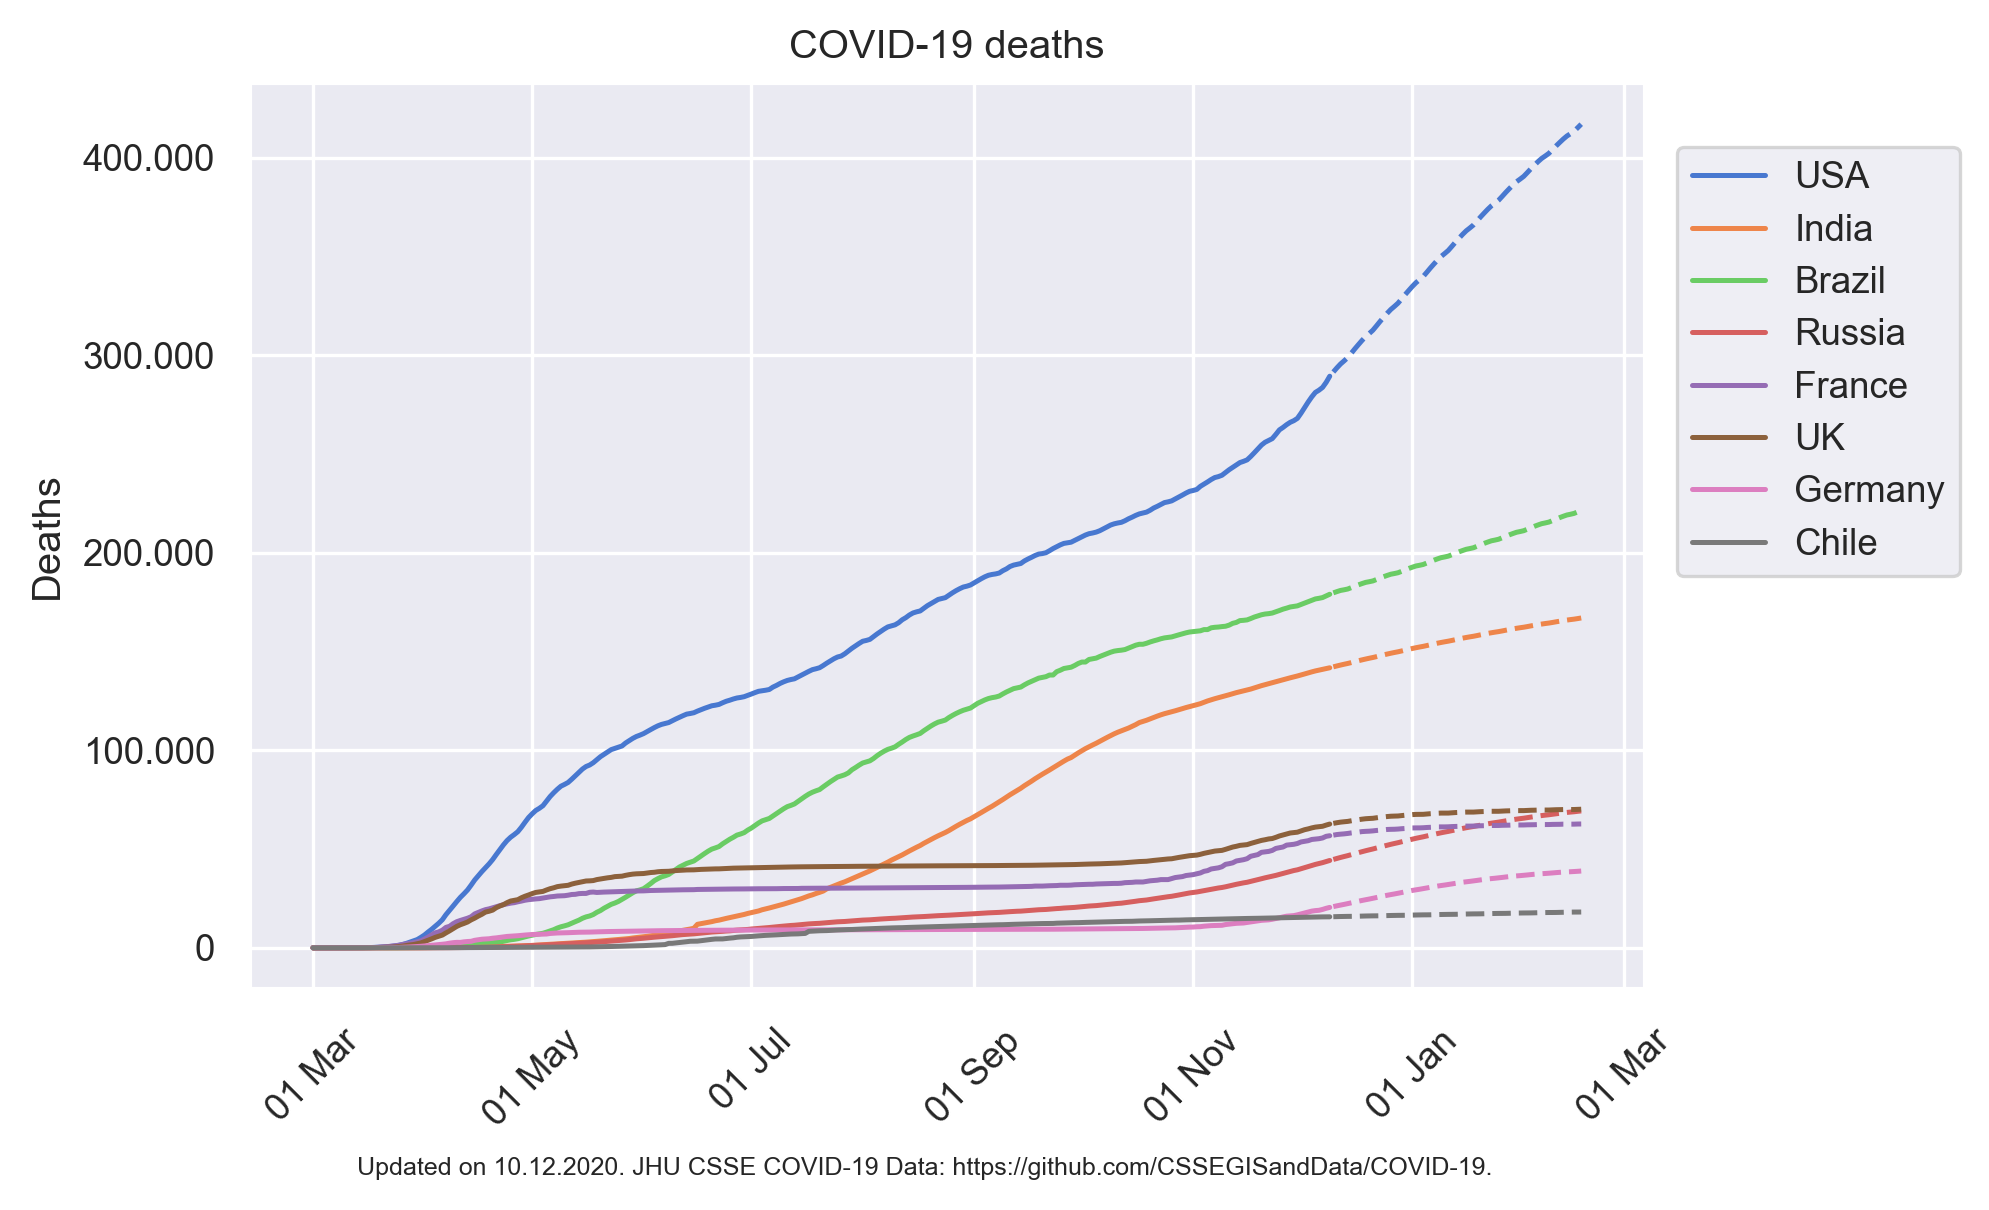 COVID-19 deaths
400.000
300.000
200.000
100.000
0
Deaths
01 Mar
01 May
01 Jul
01 Sep
01 Nov
01 Jan
01 Mar
USA
India
Brazil
Russia
France
UK
Germany
Chile
Updated on 10.12.2020. JHU CSSE COVID-19 Data: https://github.com/CSSEGISandData/COVID-19.